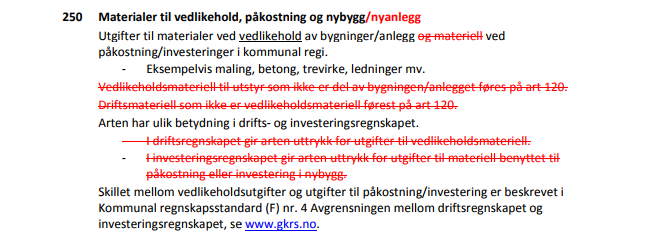 250 Materialer til vedlikehold, påkostning og nybygg/nyanlegg
Utgifter til materialer ved vedlikehold av bygninger/anlegg og materiell ved
påkostning/investeringer i kommunal regi.
- Eksempelvis maling, betong, trevirke, ledninger mv.
Vedlikeholdsmateriell til utstyr som ikke er del av bygningen/anlegget føres på art 120.
Driftsmateriell som ikke er vedlikeholdsmateriell førest på art 120.
Arten har ulik betydning i drifts- og investeringsregnskapet.
- I driftsregnskapet gir arten uttrykk for utgifter til vedlikeholdsmateriell.
- I investeringsregnskapet gir arten uttrykk for utgifter til materiell benyttet til
påkostning eller investering i nybygg.
Skillet mellom vedlikeholdsutgifter og utgifter til påkostning/investering er beskrevet i
Kommunal regnskapsstandard (F) nr. 4 Avgrensningen mellom driftsregnskapet og
investeringsregnskapet, se www.gkrs.no.